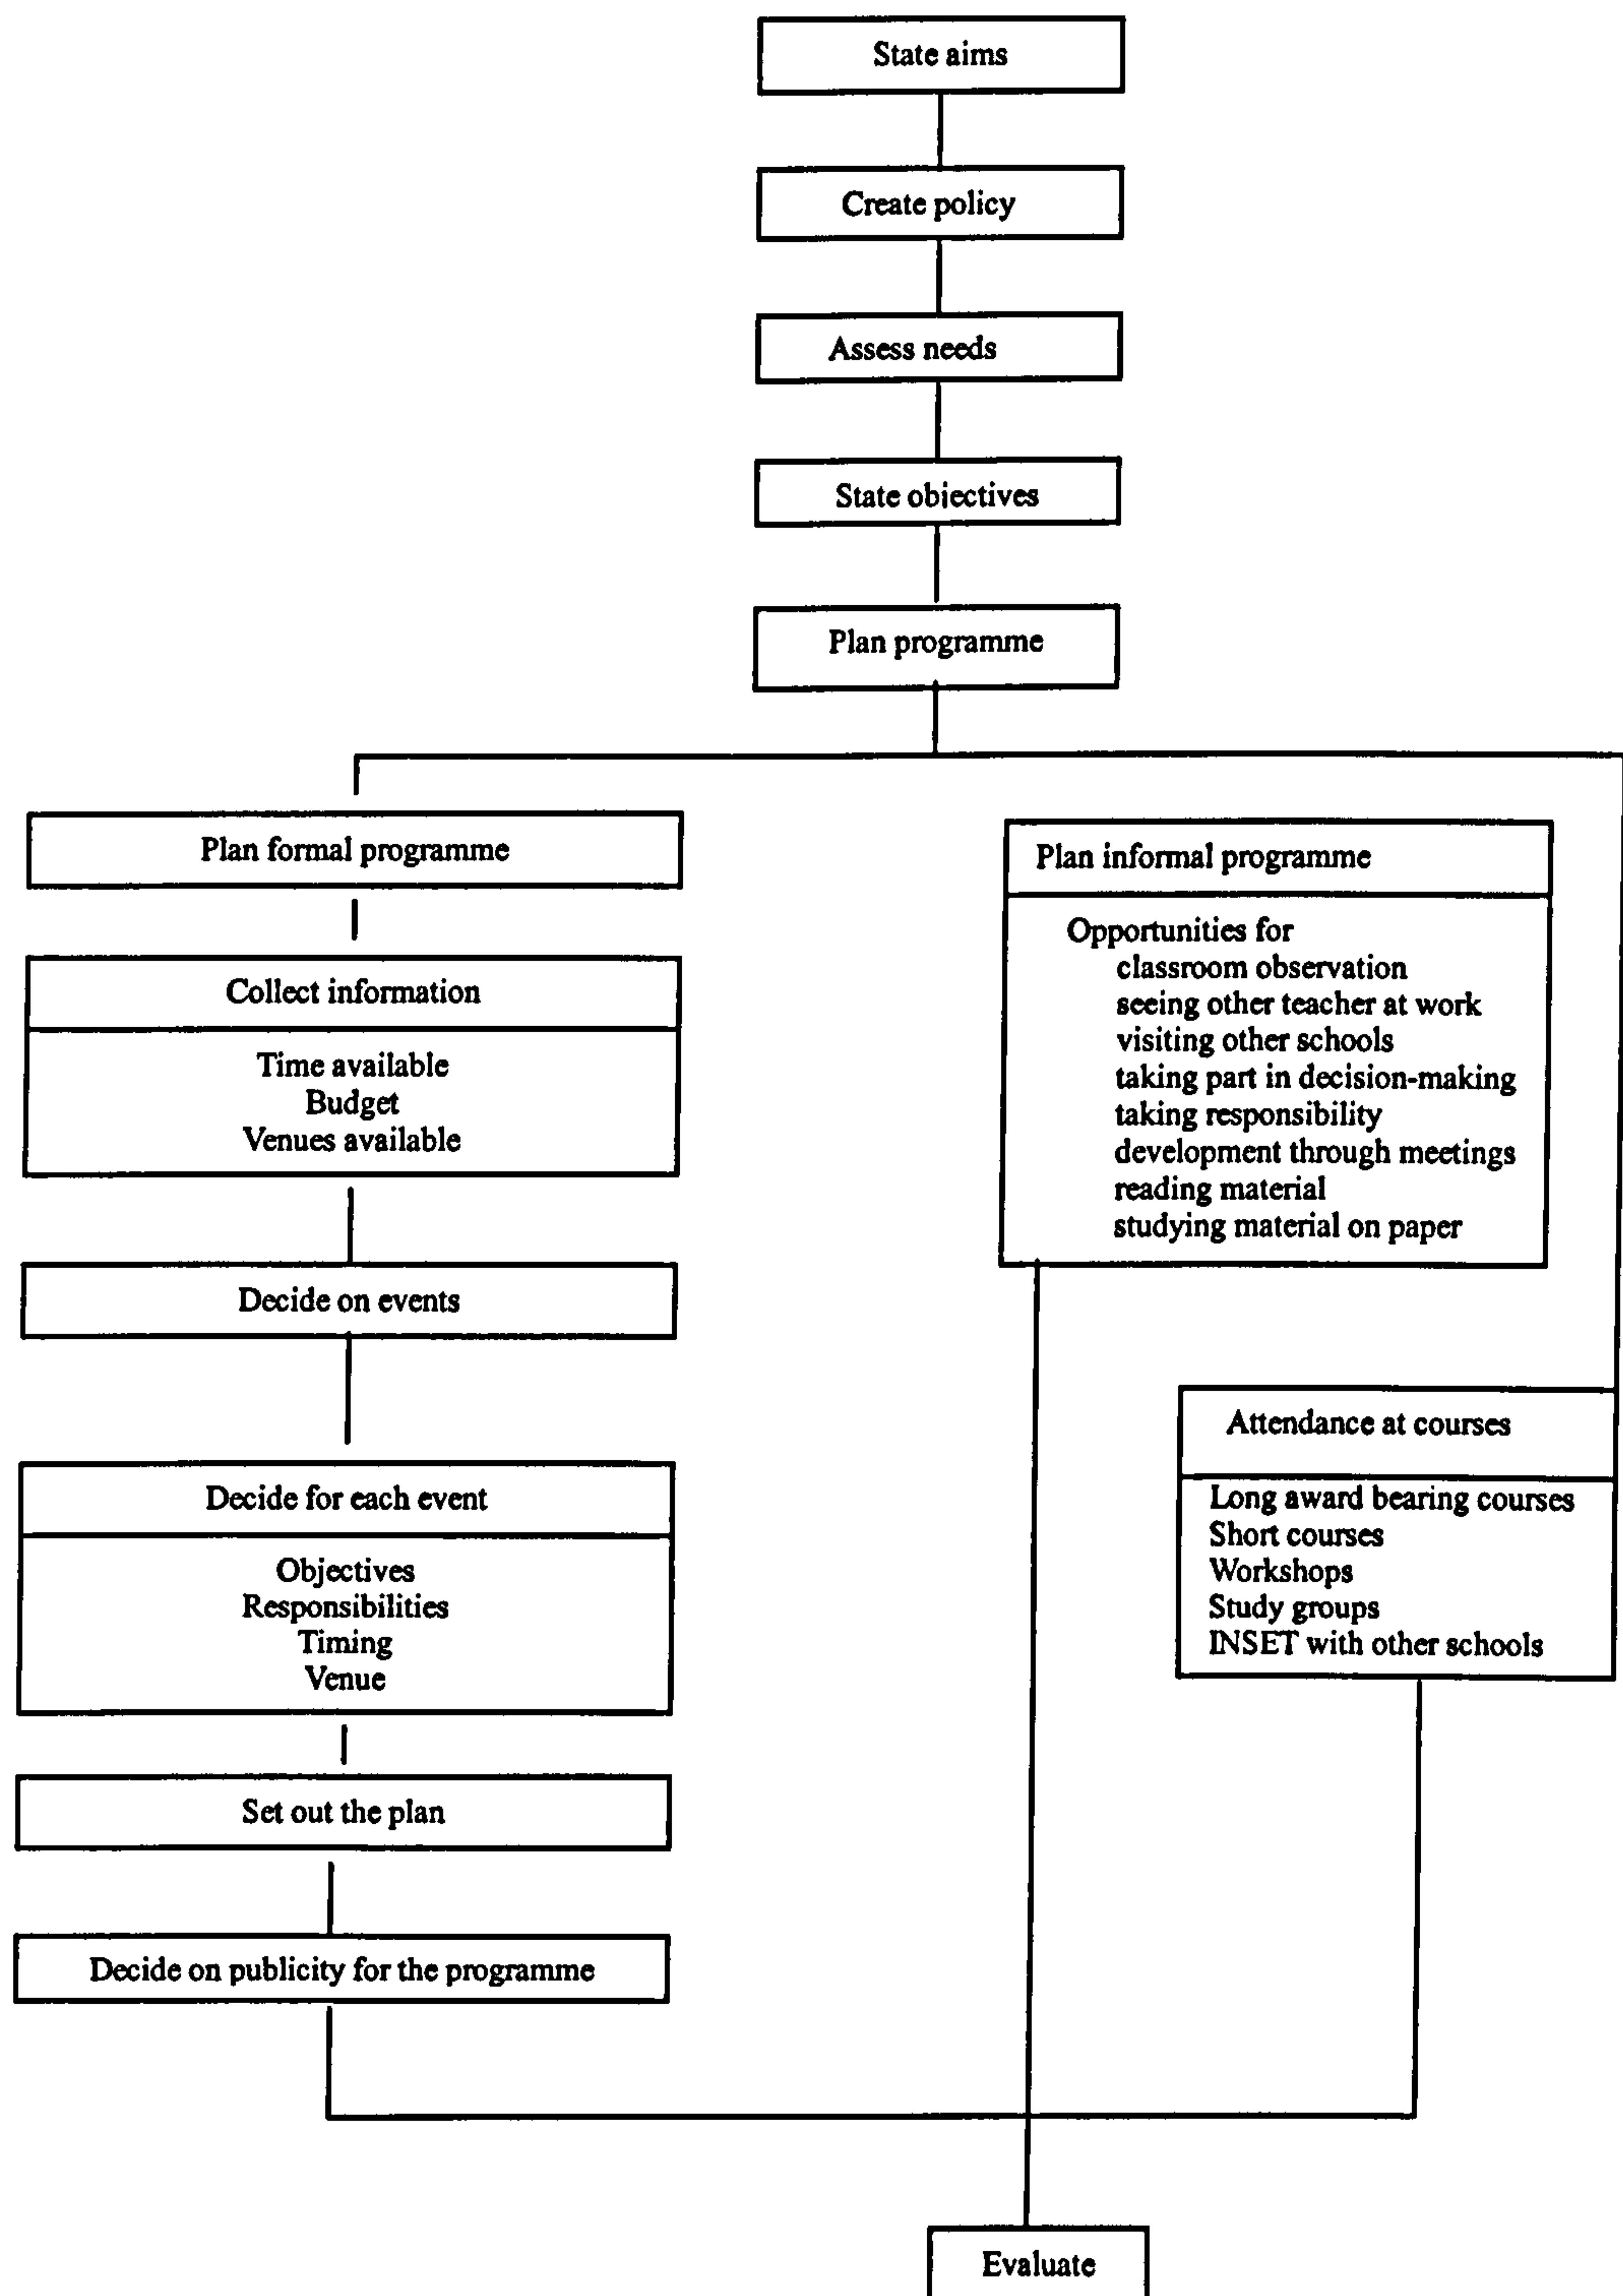 State aims
Create policy
Assess needs
State objectives
Plan programme
Plan formal programme
Collect information
Time available
Budget
Venues available
Decide on events
Decide for each event
Objectives
Responsibilities
Timing
Venue
Set out the plan
Decide on publicity for the programme
Plan informal programme
Opportunities for
classroom observation
seeing other teacher at work
visiting other schools
taking part in decision-making
taking responsibility
development through meetings
reading material
studying material on paper
Attendance at courses
Long award bearing courses
Short courses
Workshops
Study groups
INSET with other schools
Evaluate